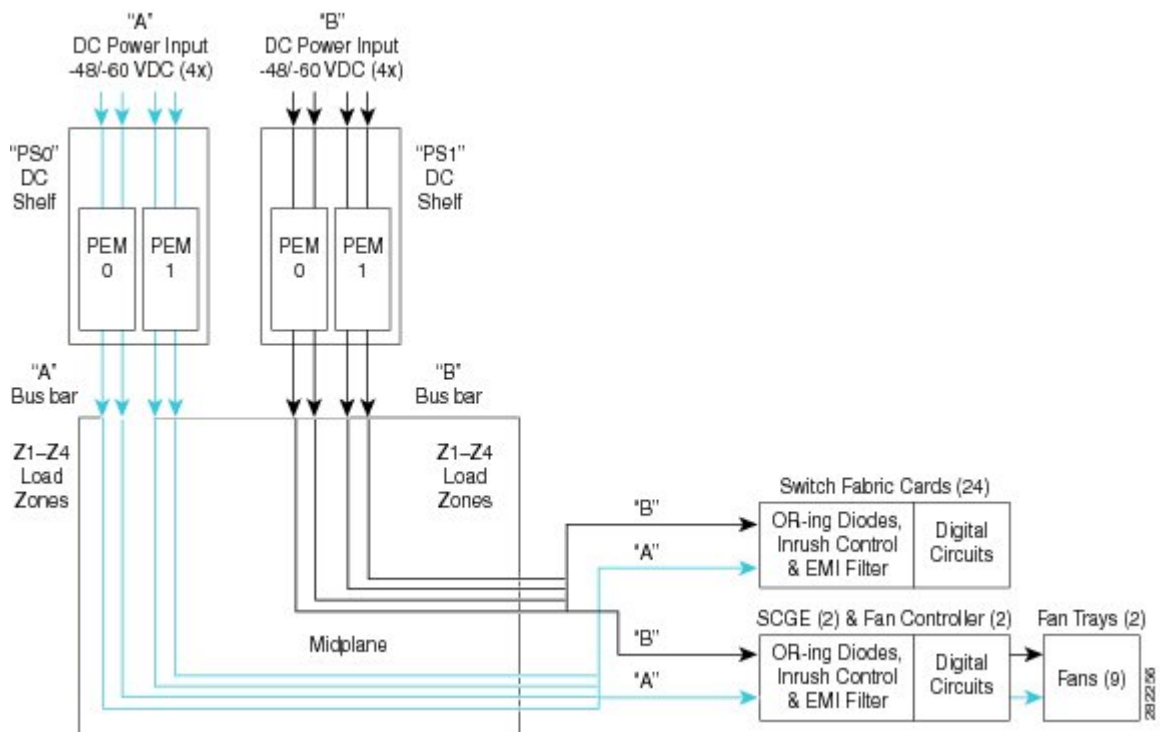 "A"
DC Power Input
-48/-60 VDC (4x)
"B"
DC Power Input
-48/-60 VDC (4x)
"PS0"
DC
Shelf
PEM
0
PEM
1
"PS1"
DC
Shelf
PEM
0
PEM
1
"A"
Bus bar
"B"
Bus bar
Z1–Z4
Load
Zones
Z1–Z4
Load
Zones
Midplane
Switch Fabric Cards (24)
"B"
"A"
OR-ing Diodes,
Inrush Control
& EMI Filter
Digital
Circuits
SCGE (2) & Fan Controller (2)
Fan Trays (2)
"B"
"A"
OR-ing Diodes,
Inrush Control
& EMI Filter
Digital
Circuits
Fans (9)
282256